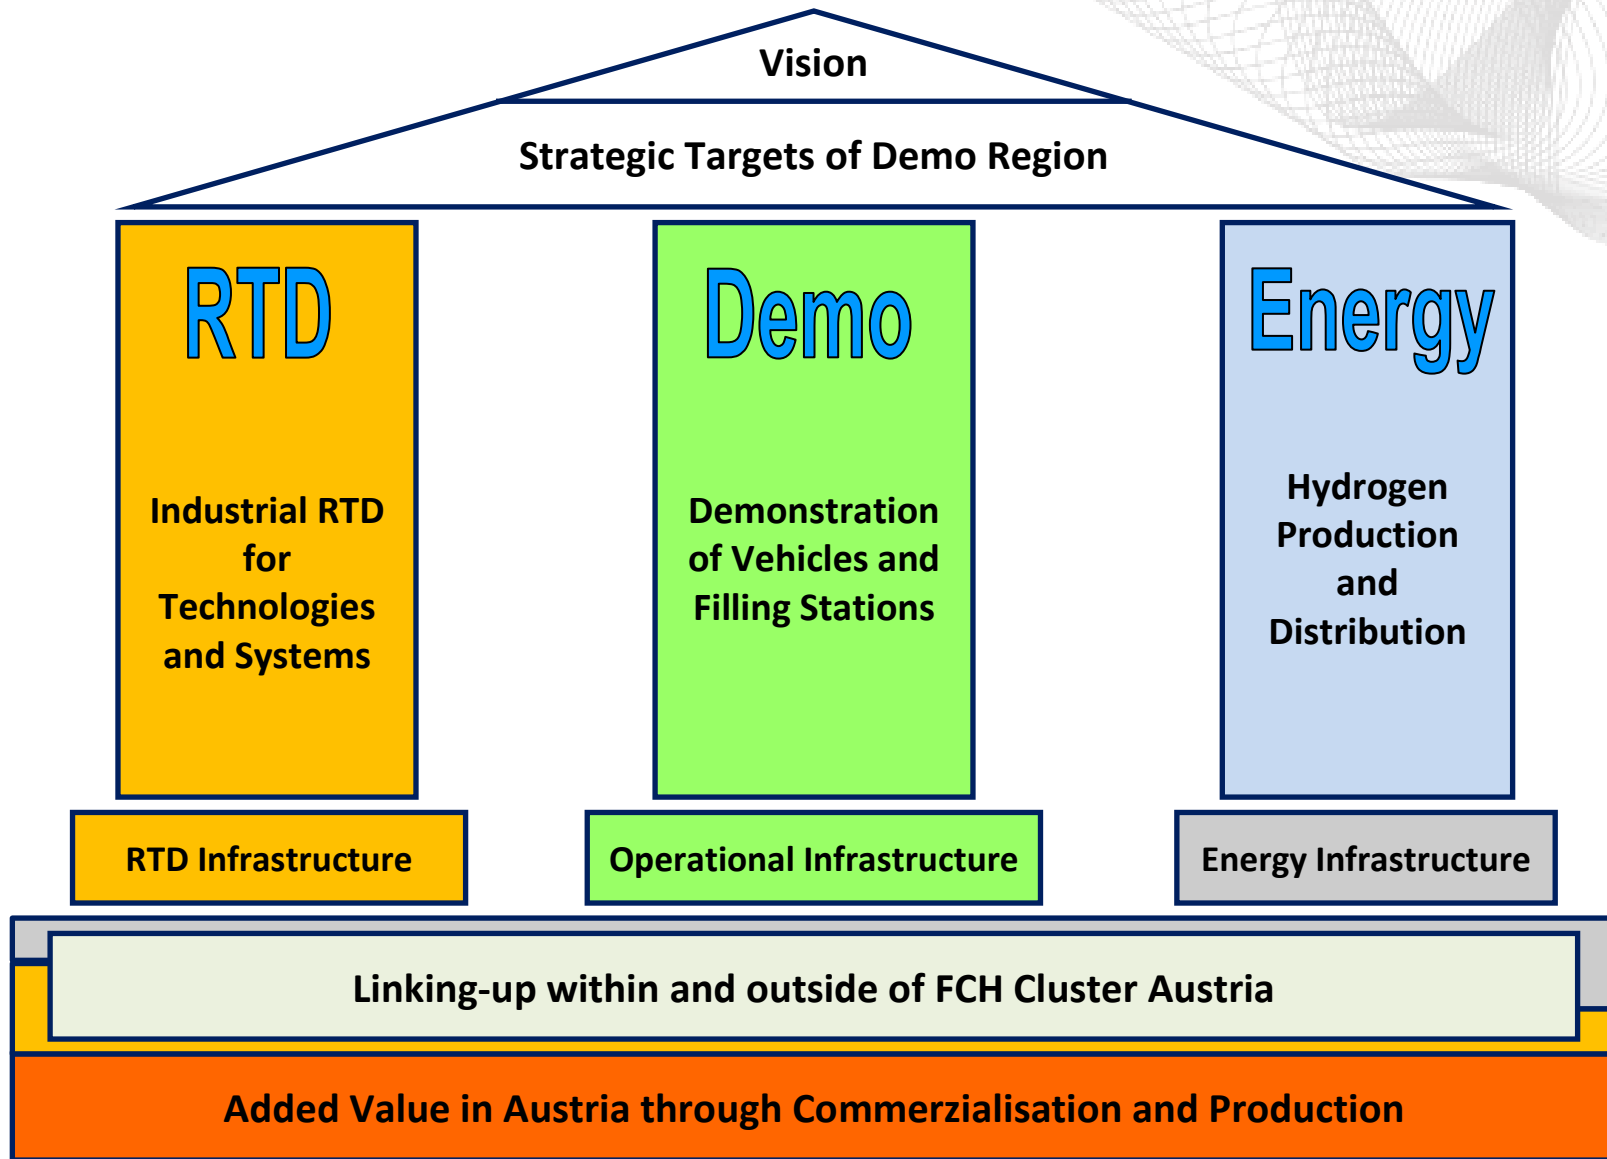 Vision
Strategic Targets of Demo Region
RTD
Industrial RTD
for
Technologies
and Systems
RTD Infrastructure
Demo
Demonstration
of Vehicles and
Filling Stations
Operational Infrastructure
Energy
Hydrogen
Production
and
Distribution
Energy Infrastructure
Linking-up within and outside of FCH Cluster Austria
Added Value in Austria through Commerzialisation and Production